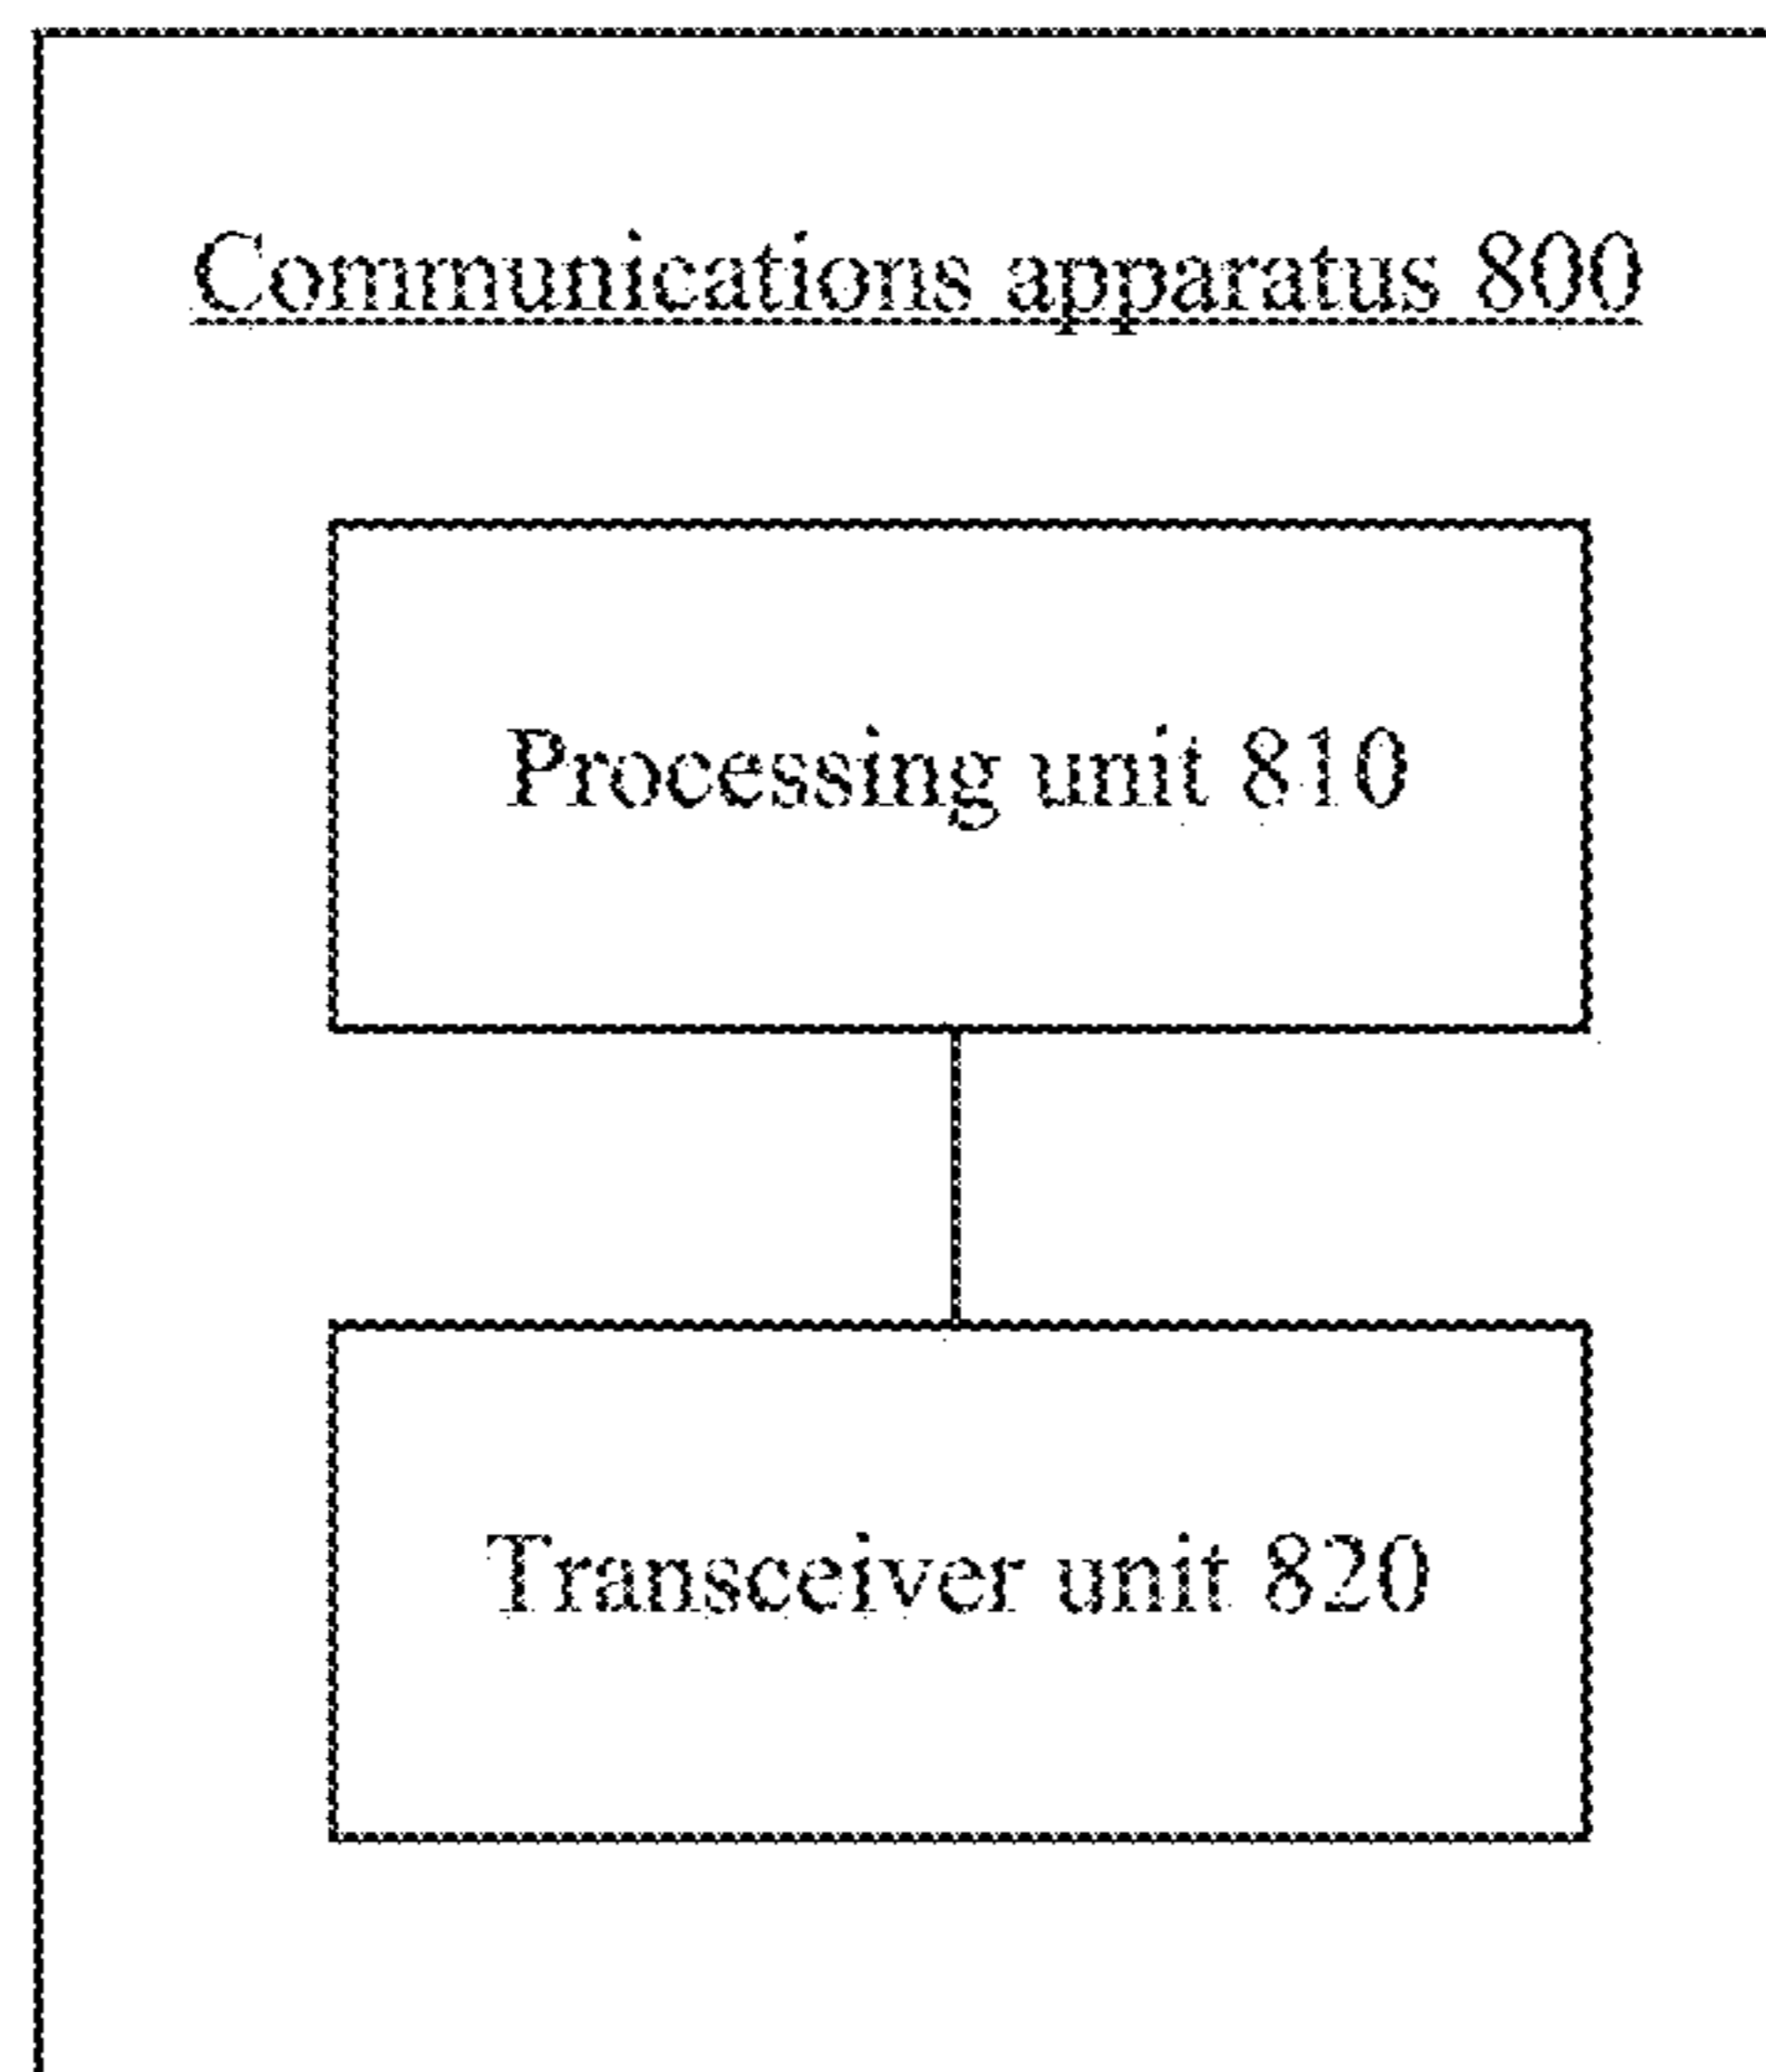 Communications apparatus 800
Processing unit 810
Transceiver unit 820